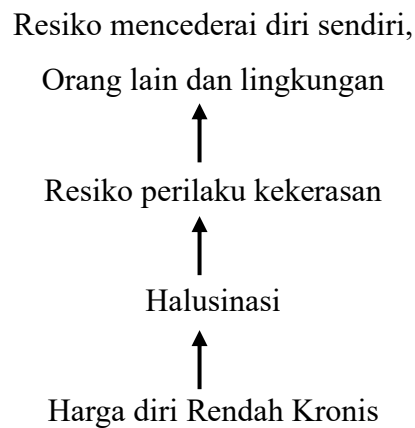 Resiko mencederai diri sendiri,
Orang lain dan lingkungan
Resiko perilaku kekerasan
Halusinasi
Harga diri Rendah Kronis